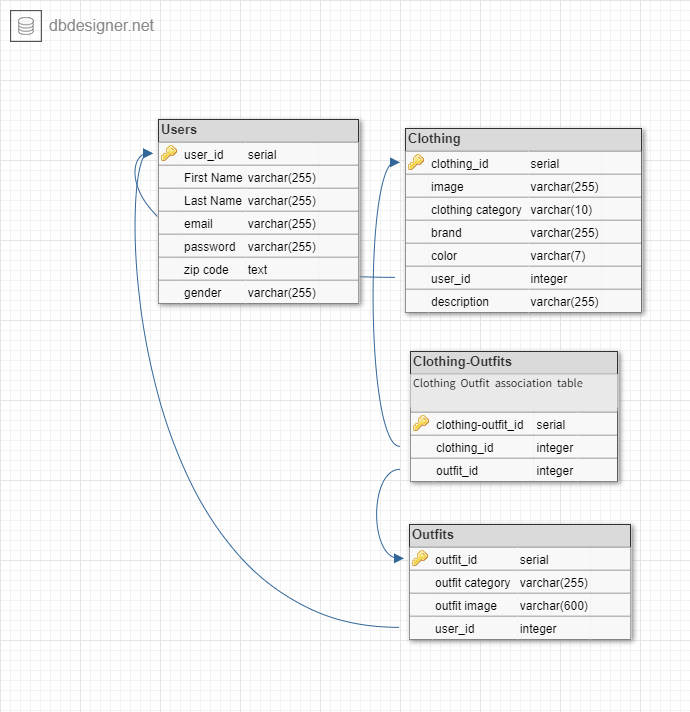 dbdesigner.net
Users
user_id serial
First Name varchar(255)
Last Name varchar(255)
email varchar(255)
password varchar(255)
zip code text
gender varchar(255)
Clothing
clothing_id serial
image varchar(255)
clothing category varchar(10)
brand varchar(255)
color varchar(7)
user_id integer
description varchar(255)
Clothing-Outfits
Clothing Outfit association table
clothing-outfit_id serial
clothing_id integer
outfit_id integer
Outfits
outfit_id serial
outfit category varchar(255)
outfit image varchar(600)
user_id integer